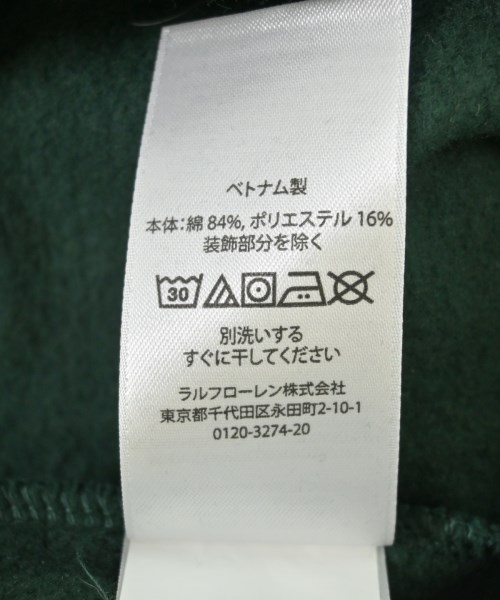 ベトナム製
本体：綿 84%, ポリエステル 16%
装飾部分を除く
30
別洗いする
すぐに干してください
ラルフローレン株式会社
東京都千代田区永田町2-10-1
0120-3274-20